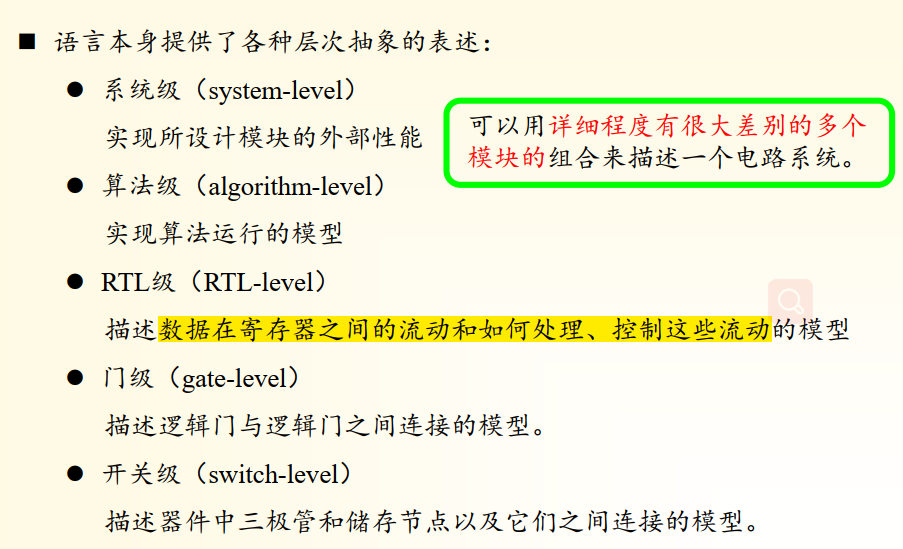 ■ 语言本身提供了各种层次抽象的表述：
● 系统级（system-level）
实现所设计模块的外部性能
可以用详细程度有很大差别的多个
模块的组合来描述一个电路系统。
● 算法级（algorithm-level）
实现算法运行的模型
● RTL级（RTL-level）
描述数据在寄存器之间的流动和如何处理、控制这些流动的模型
● 门级（gate-level）
描述逻辑门与逻辑门之间连接的模型。
● 开关级（switch-level）
描述器件中三极管和储存节点以及它们之间连接的模型。